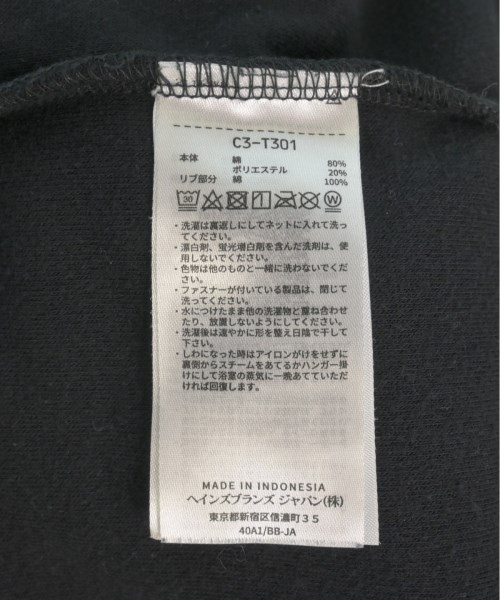 C3-T301
本体 綿 80%
ポリエステル 20%
リブ部分 綿 100%
30 W
・洗濯は裏返しにしてネットに入れて洗っ
てください。
・漂白剤、蛍光増白剤を含んだ洗剤は、使
用しないでください。
・色物は他のものと一緒に洗わないでくだ
さい。
・ファスナーが付いている製品は、閉じて
洗ってください。
・水につけたまま他の洗濯物と重ね合わせ
たり、放置しないようにしてください。
・洗濯後は速やかに形を整え日陰で干して
下さい。
・しわになった時はアイロンがけをせずに
裏側からスチームをあてるかハンガー掛
けにして浴室の蒸気に一晩あてていただ
ければ回復します。
MADE IN INDONESIA
ヘインズブランズ ジャパン(株)
東京都新宿区信濃町35
40A1/BB-JA